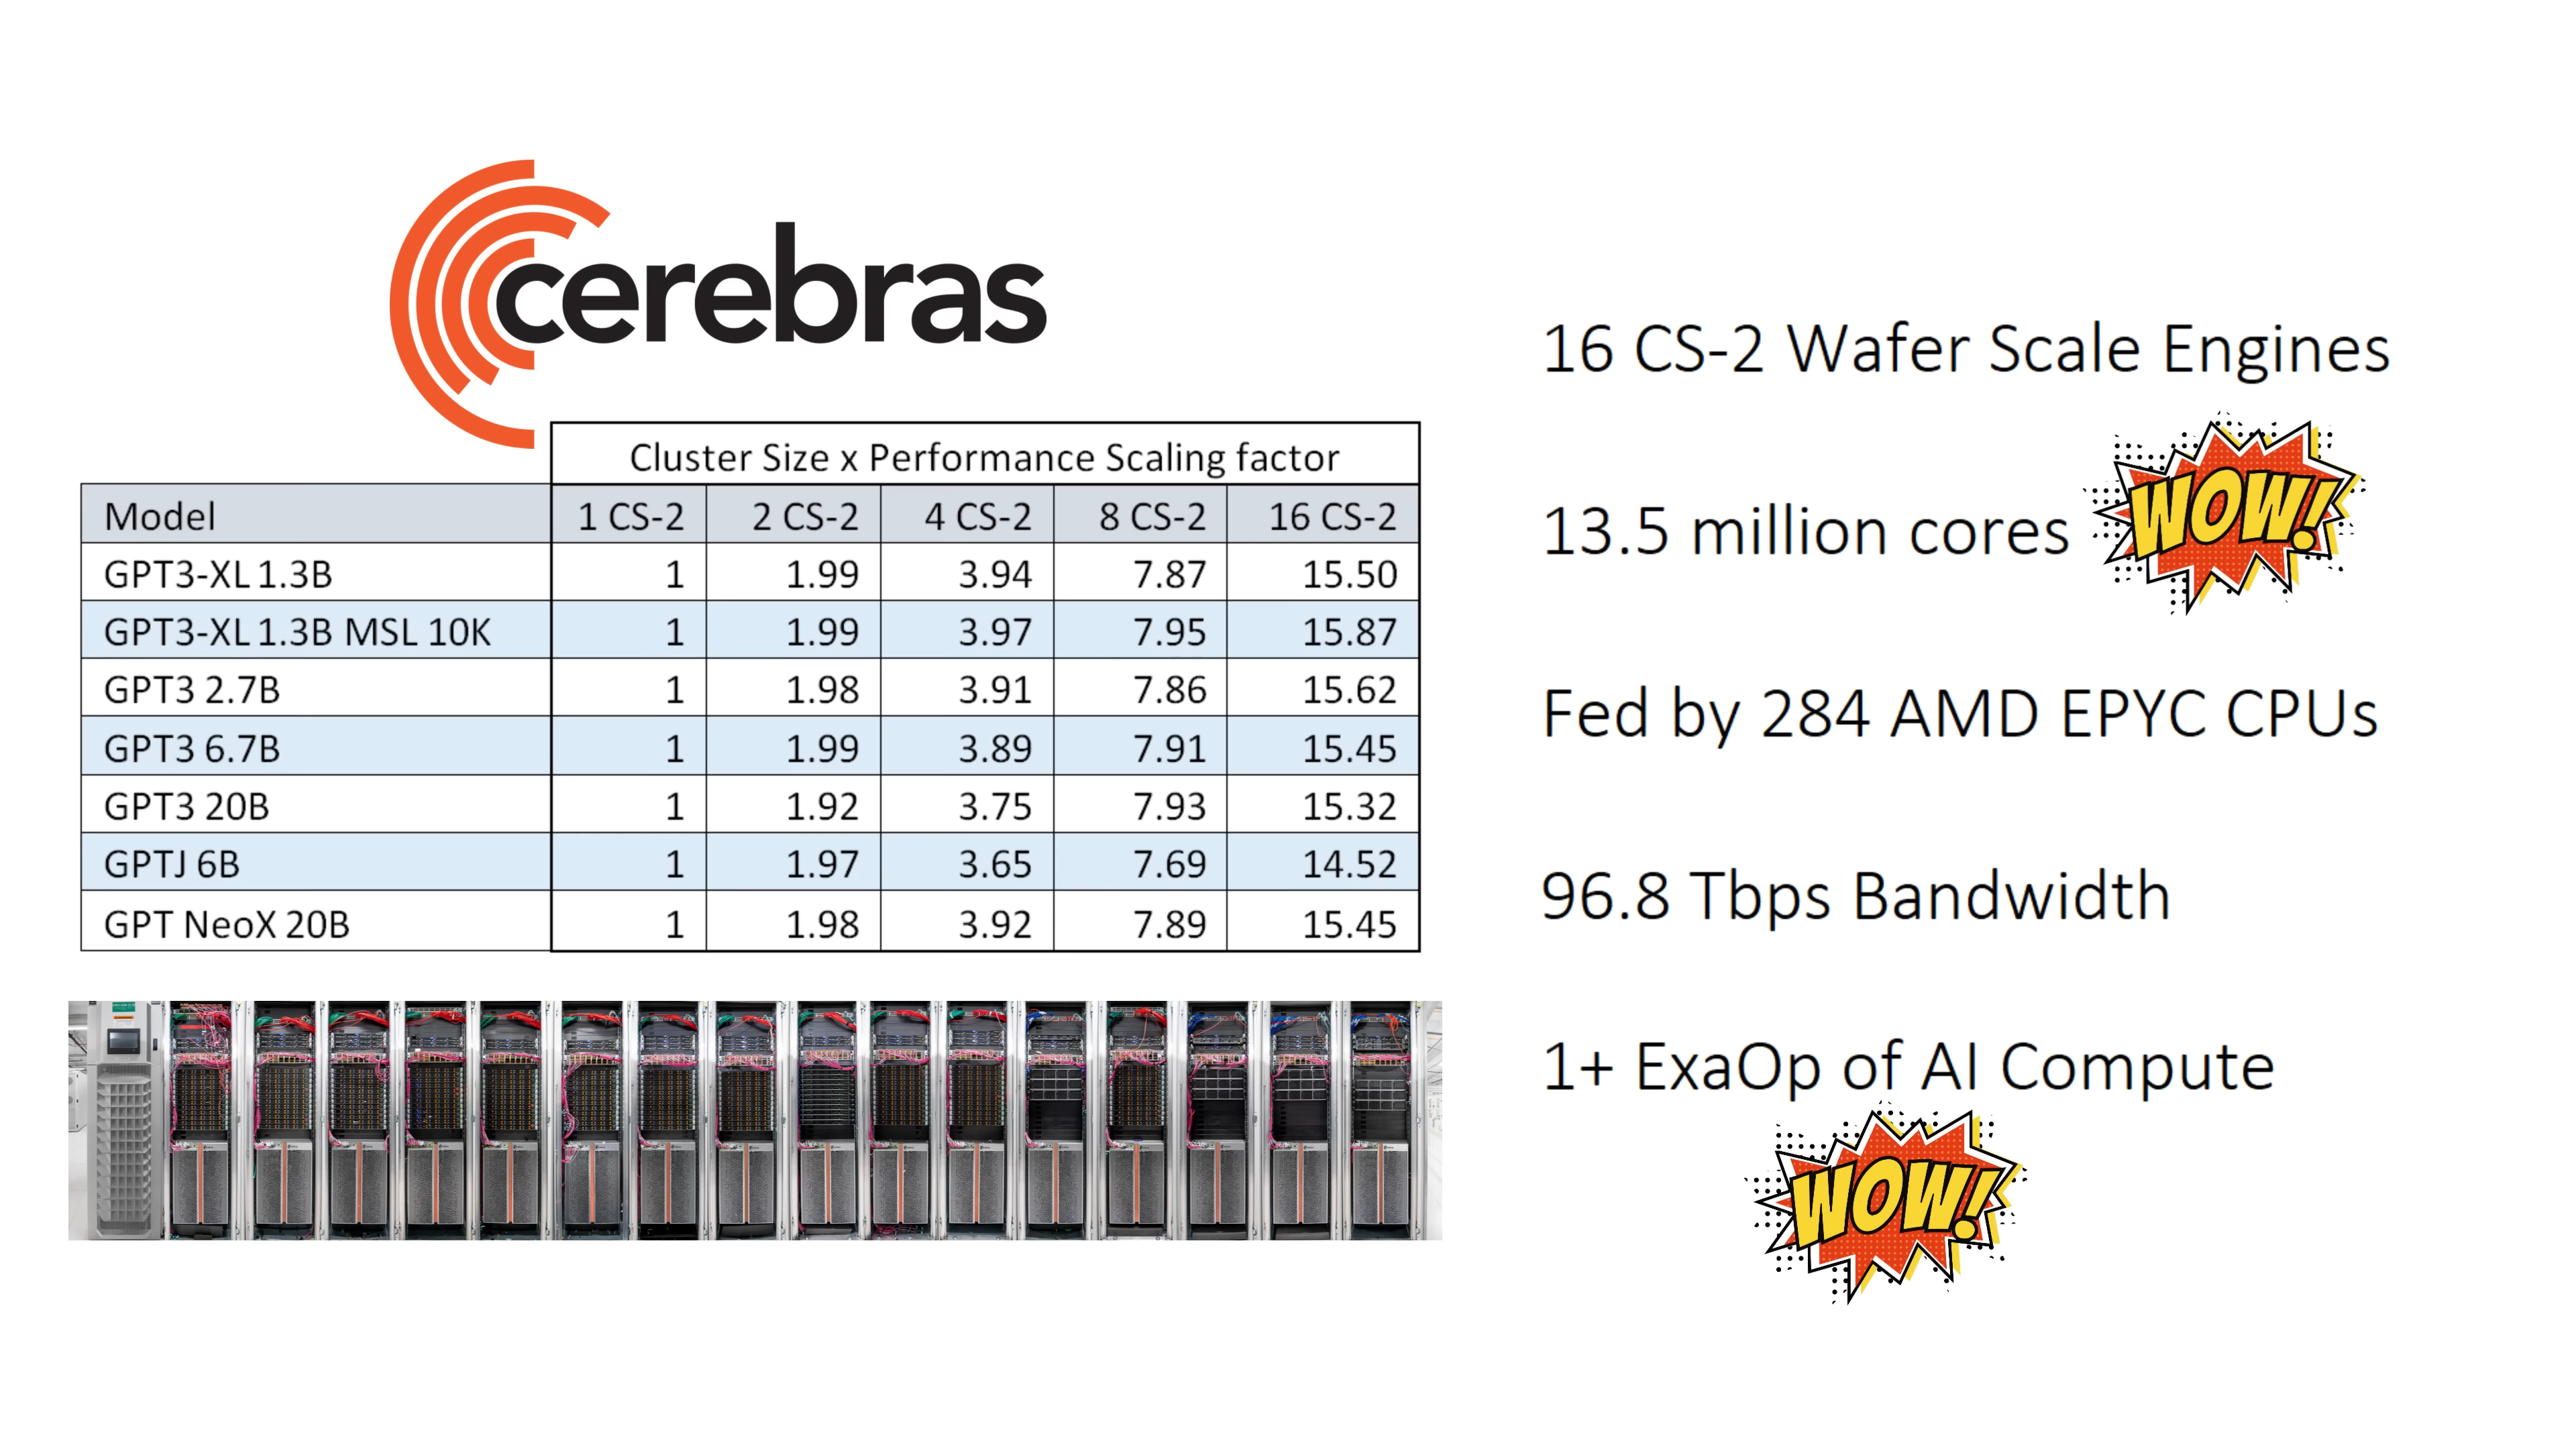 cerebras
Cluster Size x Performance Scaling factor
Model 1 CS-2 2 CS-2 4 CS-2 8 CS-2 16 CS-2
GPT3-XL 1.3B 1 1.99 3.94 7.87 15.50
GPT3-XL 1.3B MSL 10K 1 1.99 3.97 7.95 15.87
GPT3 2.7B 1 1.98 3.91 7.86 15.62
GPT3 6.7B 1 1.99 3.89 7.91 15.45
GPT3 20B 1 1.92 3.75 7.93 15.32
GPTJ 6B 1 1.97 3.65 7.69 14.52
GPT NeoX 20B 1 1.98 3.92 7.89 15.45
16 CS-2 Wafer Scale Engines
13.5 million cores
WOW!
Fed by 284 AMD EPYC CPUs
96.8 Tbps Bandwidth
1+ ExaOp of AI Compute
WOW!